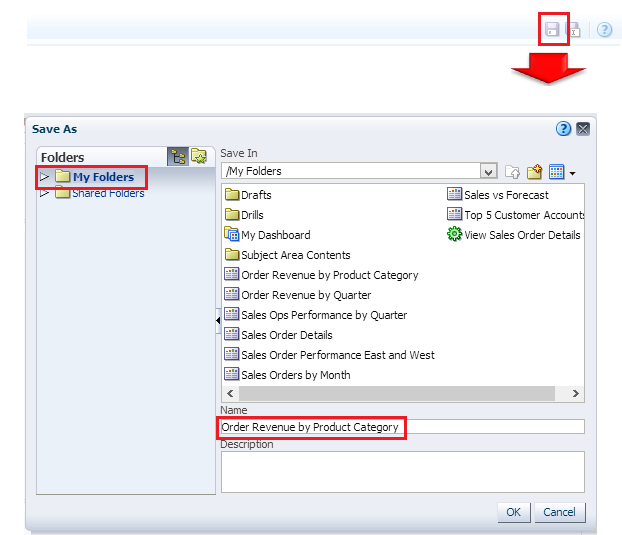 Save As
Folders
My Folders
Shared Folders
Save In
/My Folders
Drafts
Drills
My Dashboard
Subject Area Contents
Order Revenue by Product Category
Order Revenue by Quarter
Sales Ops Performance by Quarter
Sales Order Details
Sales Order Performance East and West
Sales Orders by Month
Sales vs Forecast
Top 5 Customer Accounts
View Sales Order Details
Name
Order Revenue by Product Category
Description
OK
Cancel